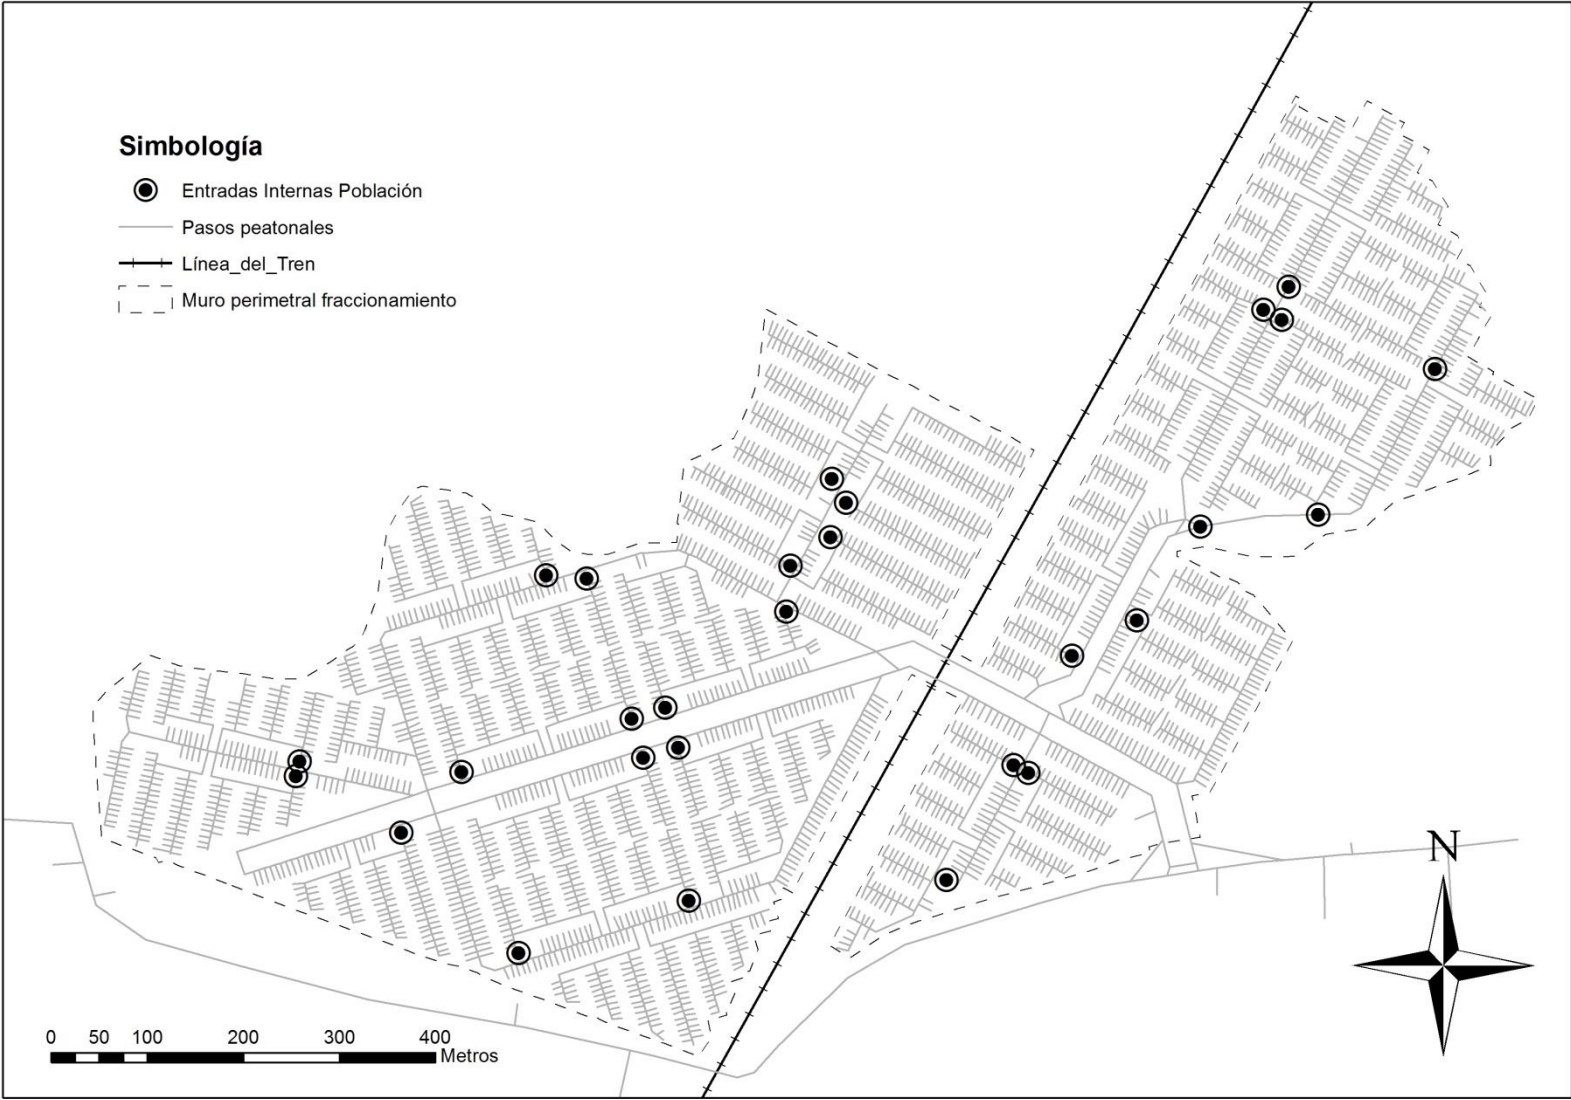 Simbología
Entradas Internas Población
Pasos peatonales
Línea_del_Tren
Muro perimetral fraccionamiento
N
0 50 100 200 300 400
Metros